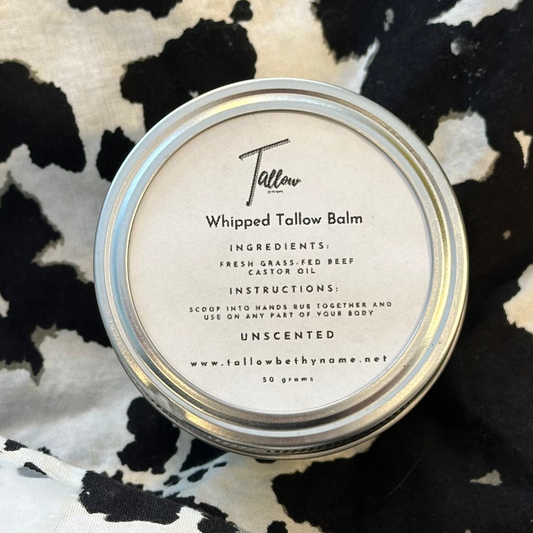 Tallow
Whipped Tallow Balm
INGREDIENTS:
FRESH GRASS-FED BEEF
CASTOR OIL
INSTRUCTIONS:
SCOOP INTO HANDS RUB TOGETHER AND
USE ON ANY PART OF YOUR BODY
UNSCENTED
www.tallowbethyname.net
50 grams